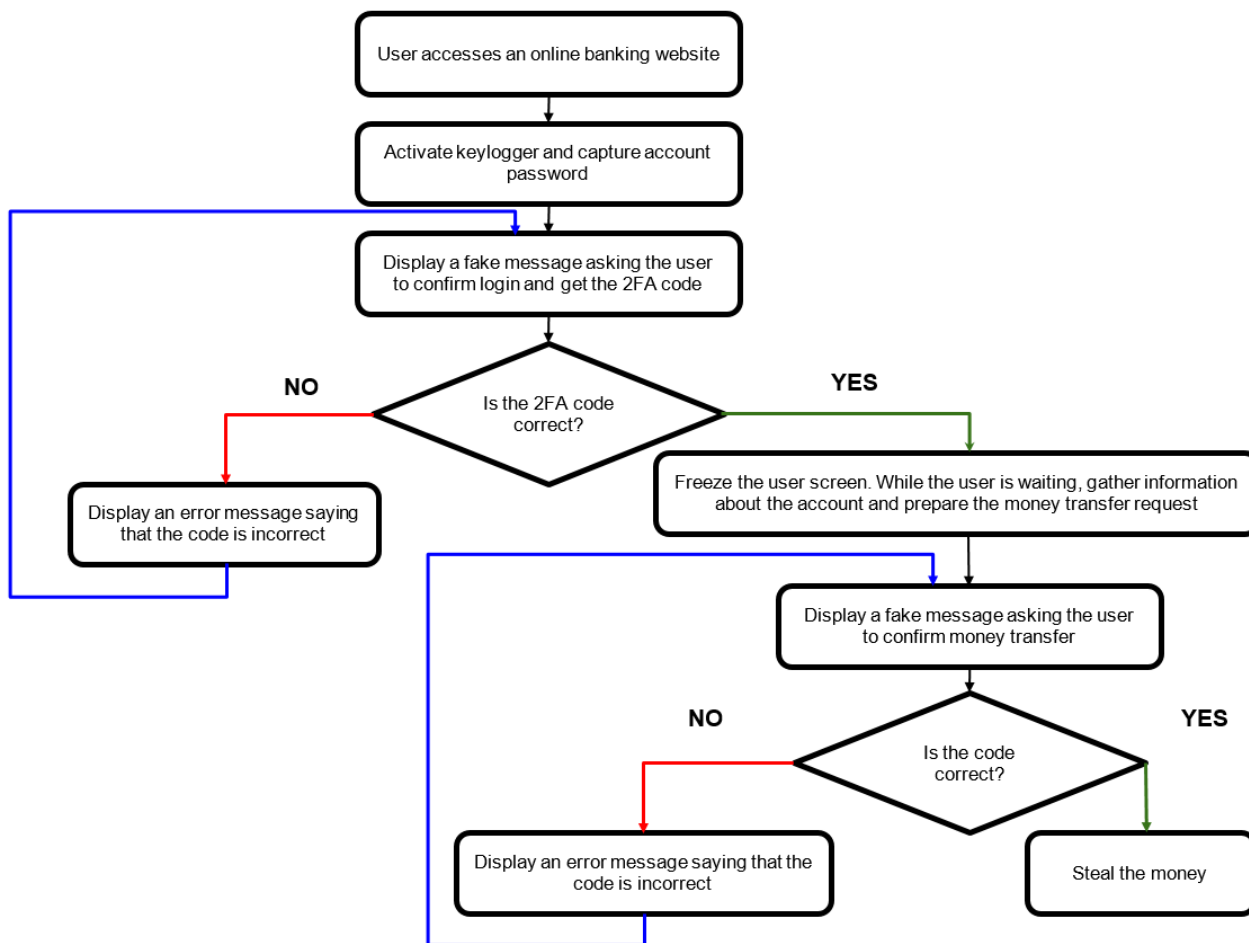 User accesses an online banking website
Activate keylogger and capture account
password
Display a fake message asking the user
to confirm login and get the 2FA code
NO
YES
Is the 2FA code
correct?
Freeze the user screen. While the user is waiting, gather information
about the account and prepare the money transfer request
Display an error message saying
that the code is incorrect
Display a fake message asking the user
to confirm money transfer
NO
YES
Is the code
correct?
Display an error message saying that the
code is incorrect
Steal the money